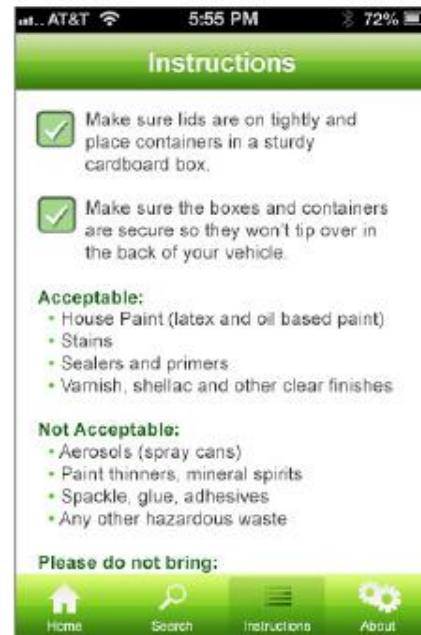 AT&T 5:55 PM 72%
Instructions
Make sure lids are on tightly and
place containers in a sturdy
cardboard box.
Make sure the boxes and containers
are secure so they won't tip over in
the back of your vehicle.
Acceptable:
• House Paint (latex and oil based paint)
• Stains
• Sealers and primers
• Varnish, shellac and other clear finishes
Not Acceptable:
• Aerosols (spray cans)
• Paint thinners, mineral spirits
• Spackle, glue, adhesives
• Any other hazardous waste
Please do not bring:
Home Search Instructions About